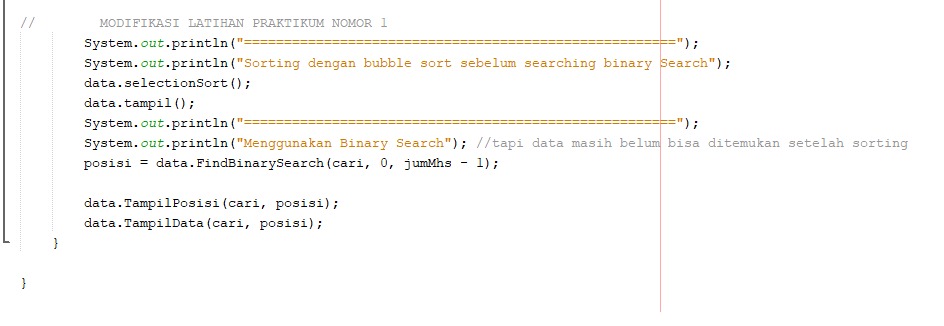 // MODIFIKASI LATIHAN PRAKTIKUM NOMOR 1
System.out.println("======================================================");
System.out.println("Sorting dengan bubble sort sebelum searching binary Search");
data.selectionSort();
data.tampil();
System.out.println("======================================================");
System.out.println("Menggunakan Binary Search"); //tapi data masih belum bisa ditemukan setelah sorting
posisi = data.FindBinarySearch(cari, 0, jumMhs - 1);
data.TampilPosisi(cari, posisi);
data.TampilData(cari, posisi);
}
}